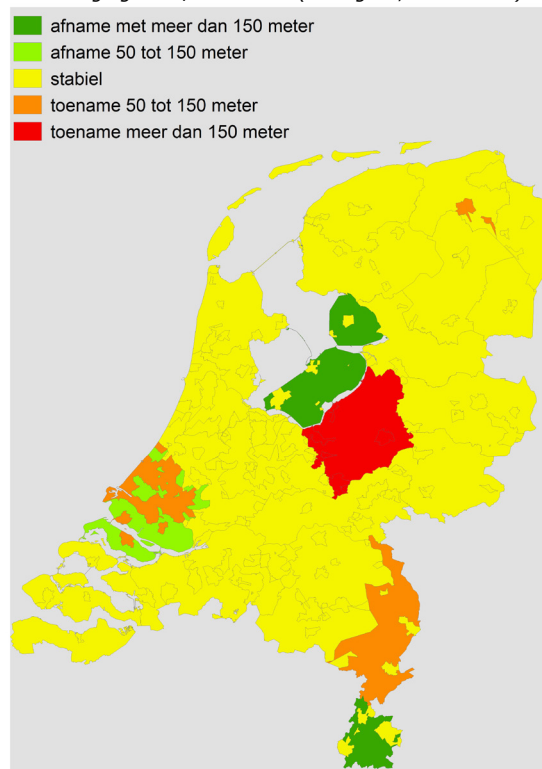 afname met meer dan 150 meter
afname 50 tot 150 meter
stabiel
toename 50 tot 150 meter
toename meer dan 150 meter